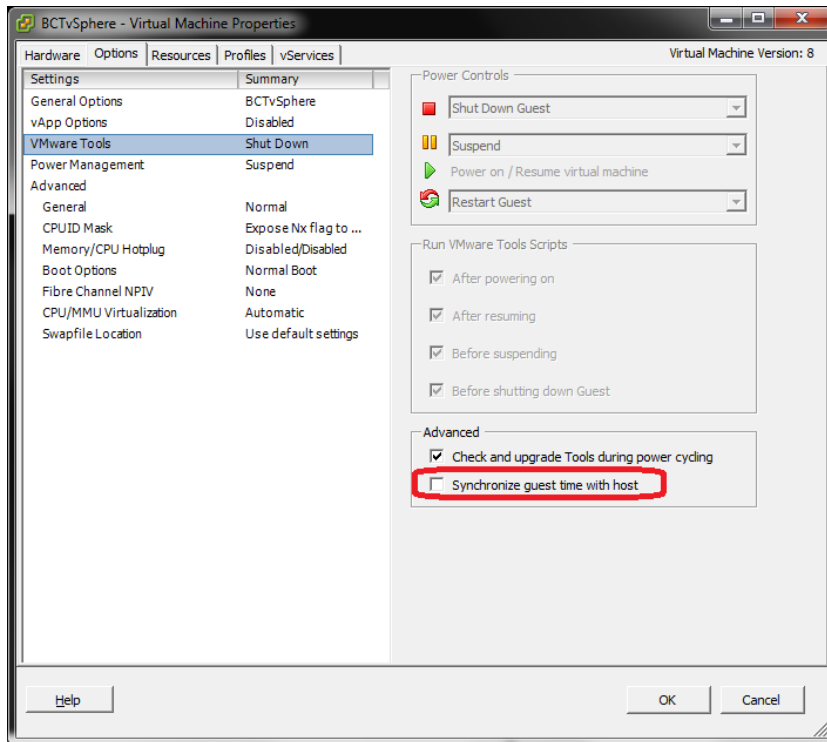 BCTvSphere - Virtual Machine Properties
Hardware Options Resources Profiles vServices Virtual Machine Version: 8
Settings Summary
General Options BCTvSphere
vApp Options Disabled
VMware Tools Shut Down
Power Management Suspend
Advanced
General Normal
CPUID Mask Expose Nx flag to ...
Memory/CPU Hotplug Disabled/Disabled
Boot Options Normal Boot
Fibre Channel NPIV None
CPU/MMU Virtualization Automatic
Swapfile Location Use default settings
Power Controls
Shut Down Guest
Suspend
Power on / Resume virtual machine
Restart Guest
Run VMware Tools Scripts
After powering on
After resuming
Before suspending
Before shutting down Guest
Advanced
Check and upgrade Tools during power cycling
Synchronize guest time with host
Help OK Cancel